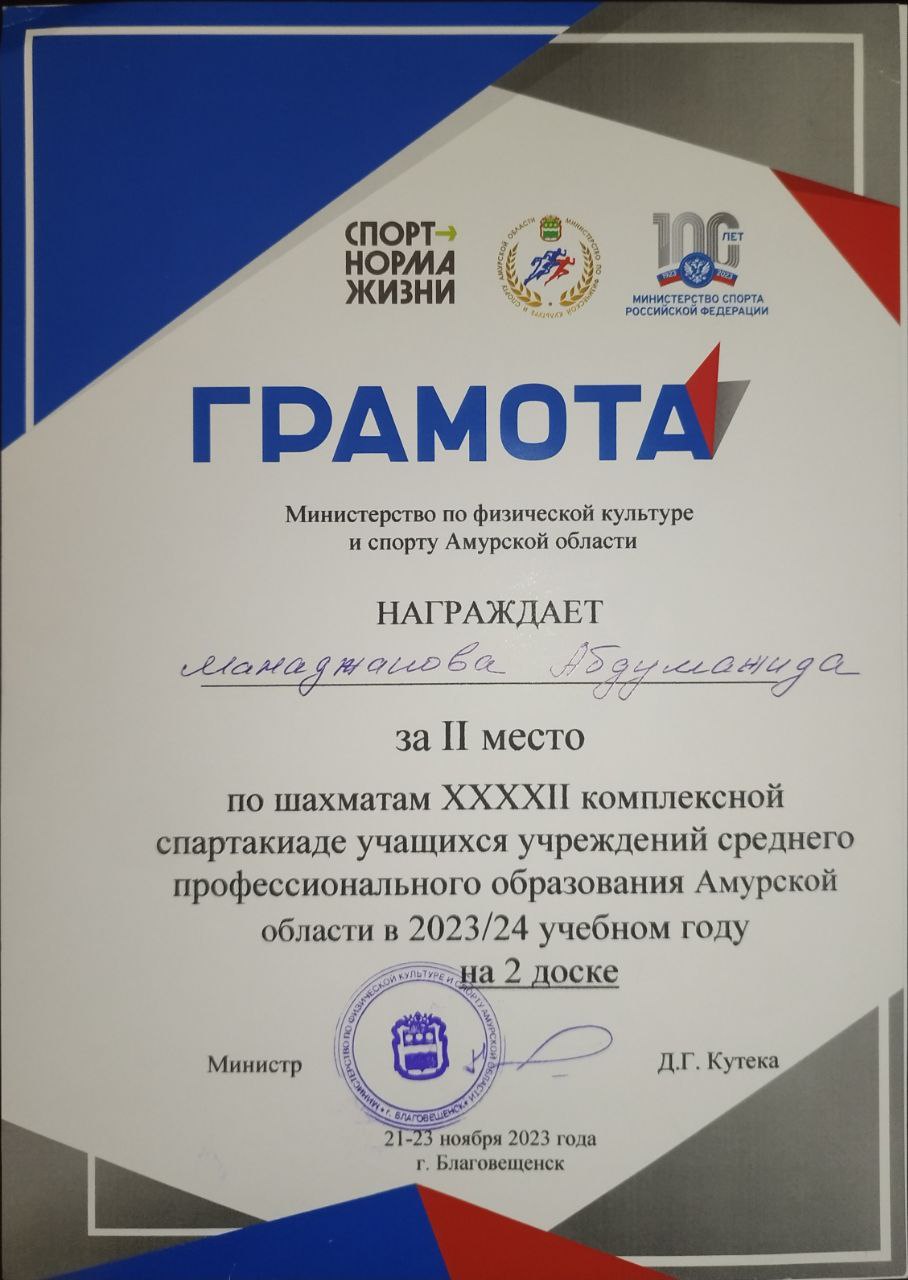 СПОРТ→
НОРМА
ЖИЗНИ
МИНИСТЕРСТВО ПО ФИЗИЧЕСКОЙ КУЛЬТУРЕ И СПОРТУ АМУРСКОЙ ОБЛАСТИ
100 ЛЕТ
1923 2023
МИНИСТЕРСТВО СПОРТА
РОССИЙСКОЙ ФЕДЕРАЦИИ
ГРАМОТА
Министерство по физической культуре
и спорту Амурской области
НАГРАЖДАЕТ
Манаджанова Абдумажида
за II место
по шахматам XXXXII комплексной
спартакиаде учащихся учреждений среднего
профессионального образования Амурской
области в 2023/24 учебном году
на 2 доске
МИНИСТЕРСТВО ПО ФИЗИЧЕСКОЙ КУЛЬТУРЕ И СПОРТУ АМУРСКОЙ ОБЛАСТИ • г. БЛАГОВЕЩЕНСК •
Министр Д.Г. Кутека
21-23 ноября 2023 года
г. Благовещенск